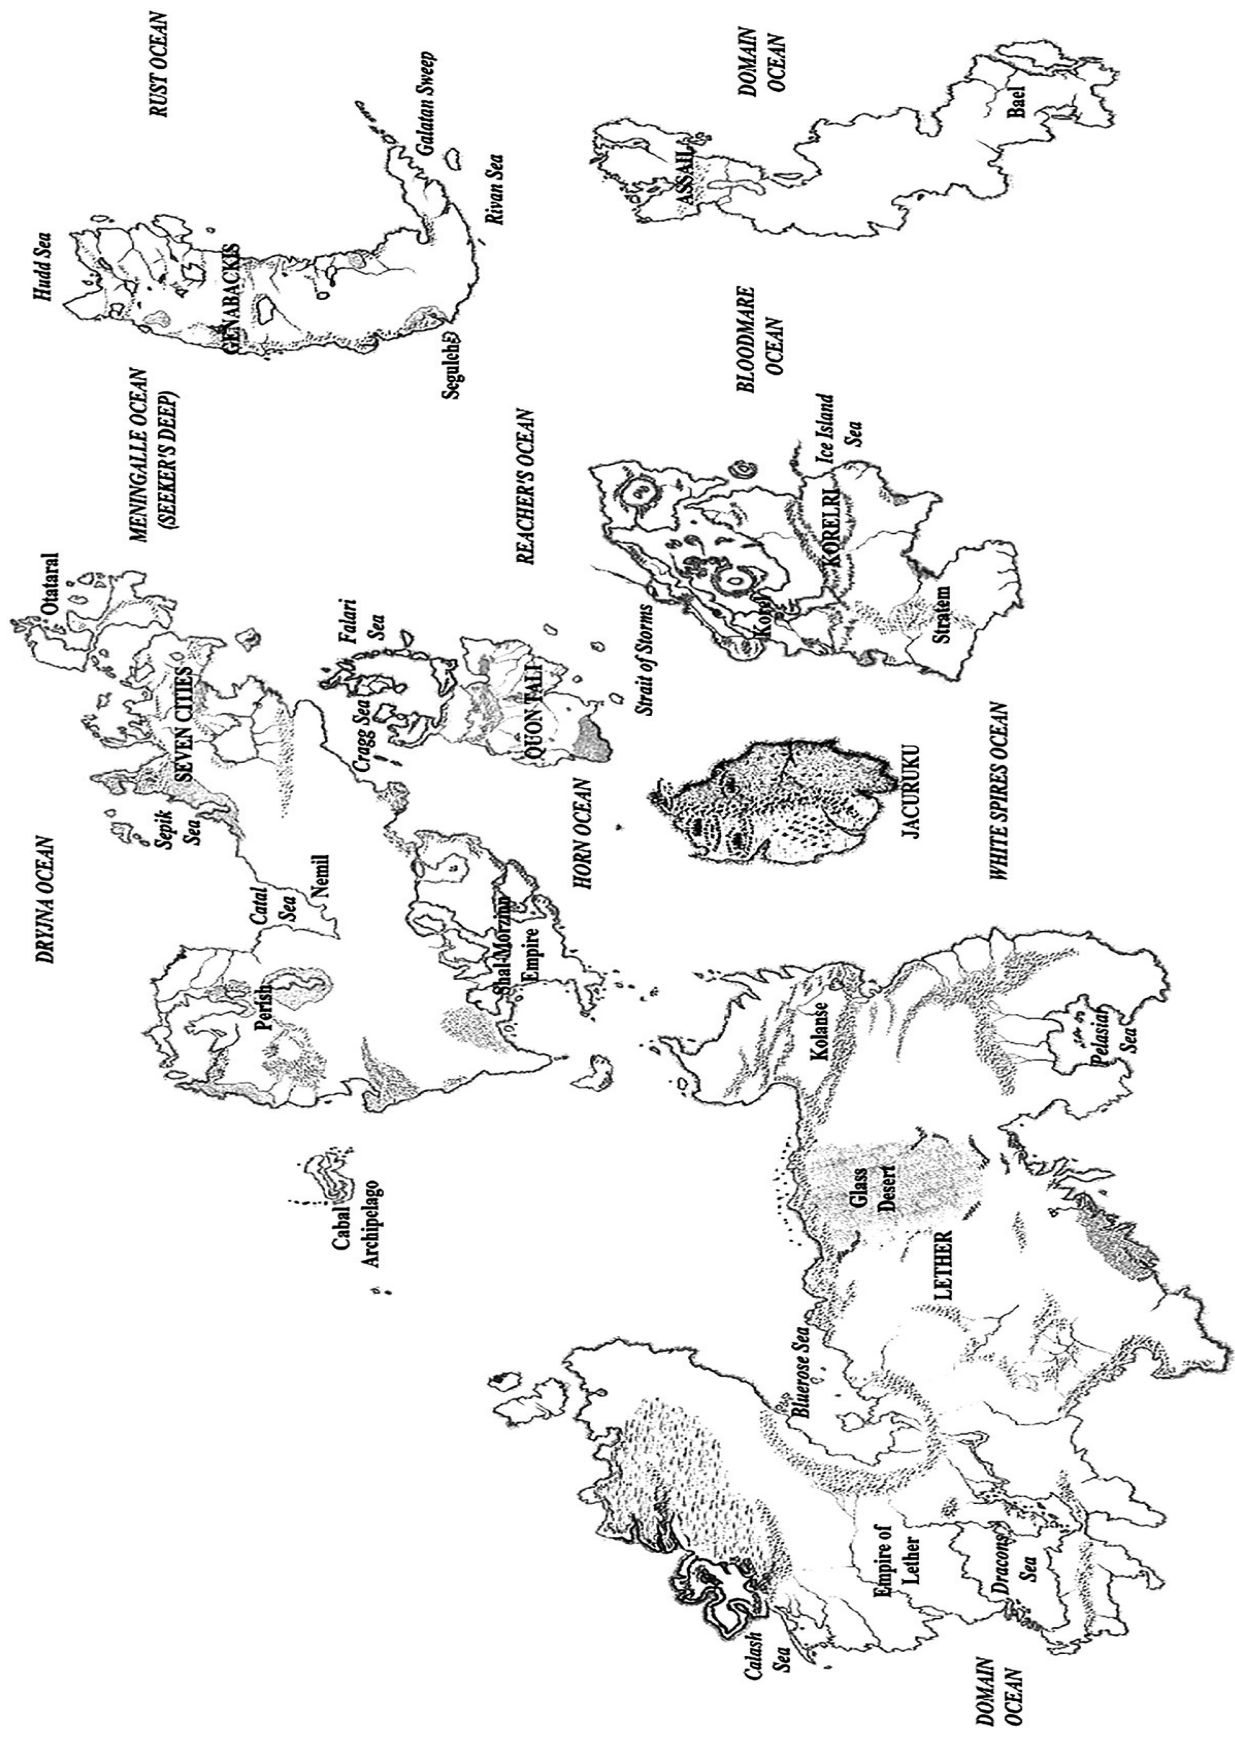 Otataral
Hudd Sea
DRYJNA OCEAN
MENINGALLE OCEAN
(SEEKER'S DEEP)
RUST OCEAN
Sepik
Sea
SEVEN CITIES
GENABACKIS
Catal
Sea
Perish
Nemil
Cabal
Archipelago
Falari
Sea
Cragg Sea
Galatan Sweep
Seguleh
Rivan Sea
Shal-Morzinn
Empire
REACHER'S OCEAN
QUON TALI
HORN OCEAN
Strait of Storms
ASSAIL
BLOODMARE
OCEAN
DOMAIN
OCEAN
Calash
Sea
Korel
Bluerose Sea
Kolanse
Ice Island
Sea
KORELRI
Glass
Desert
Empire of
Lether
JACURUKU
LETHER
Stratem
WHITE SPIRES OCEAN
Dracons
Sea
Bael
DOMAIN
OCEAN
Pelasiar
Sea